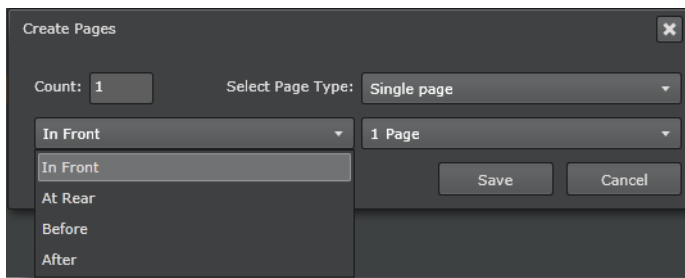 Create Pages
Count: 1 Select Page Type: Single page
In Front 1 Page
In Front
At Rear
Before
After
Save Cancel